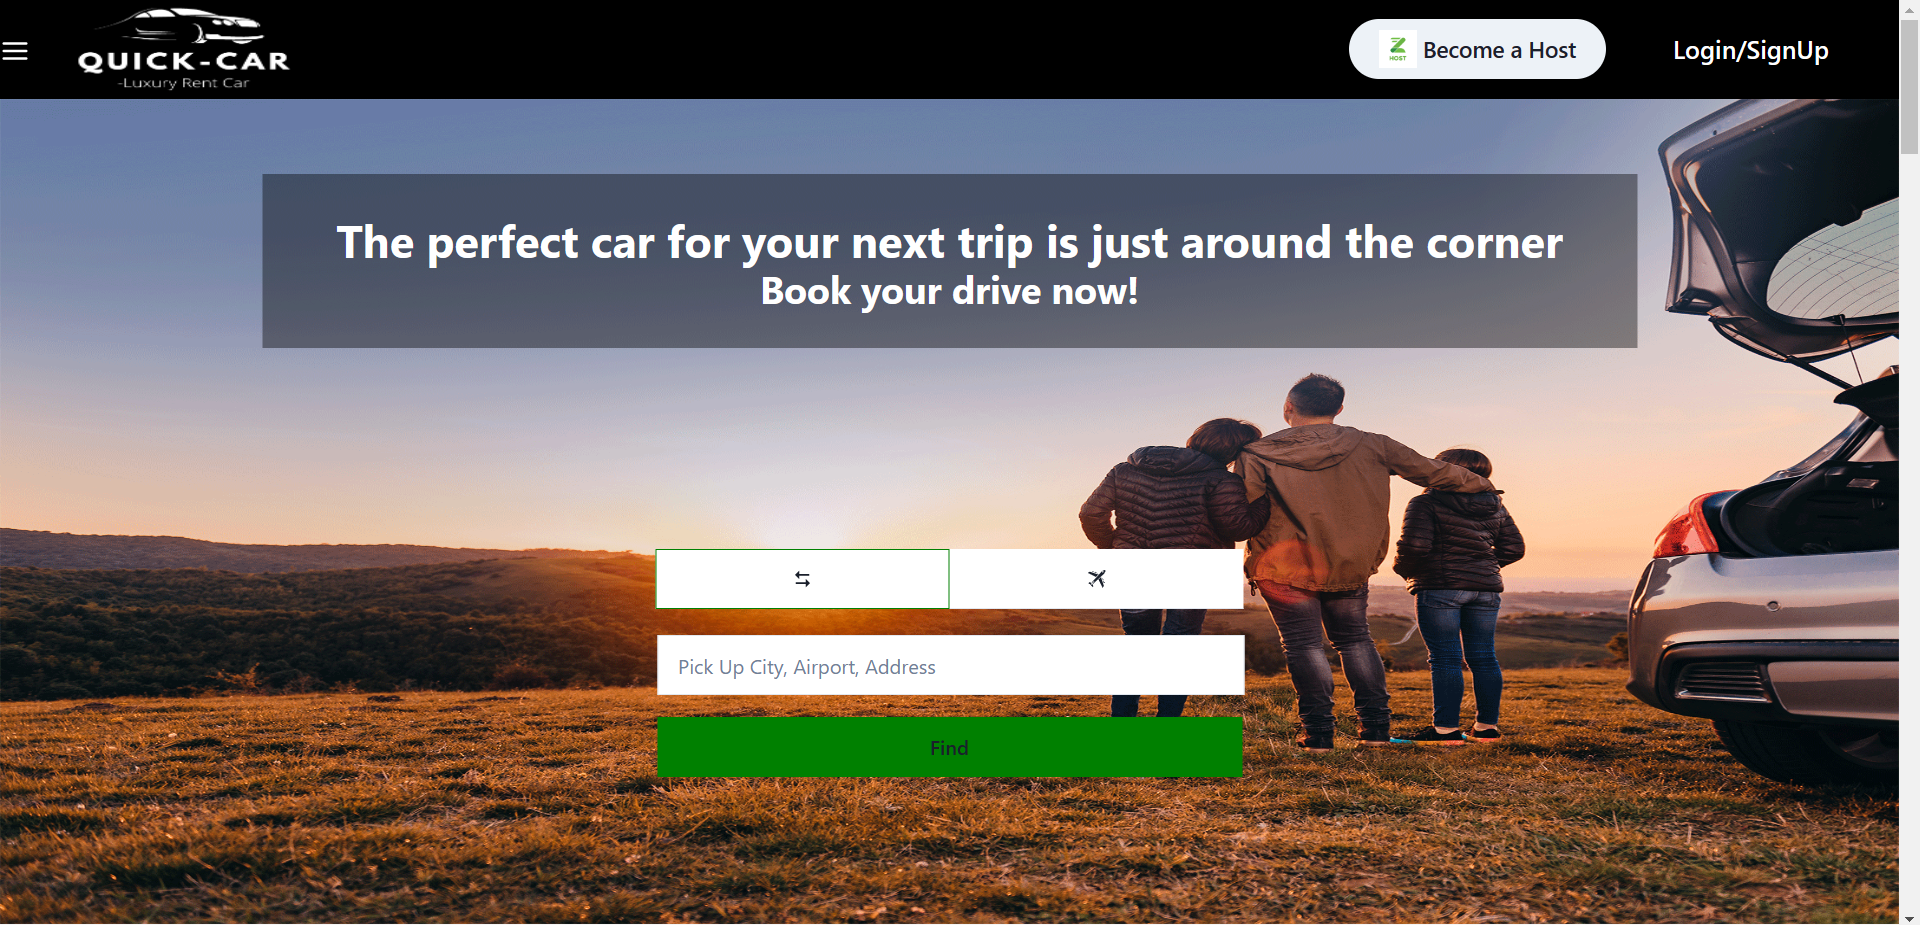 QUICK-CAR
-Luxury Rent Car
HOST
Become a Host
Login/SignUp
The perfect car for your next trip is just around the corner
Book your drive now!
Pick Up City, Airport, Address
Find